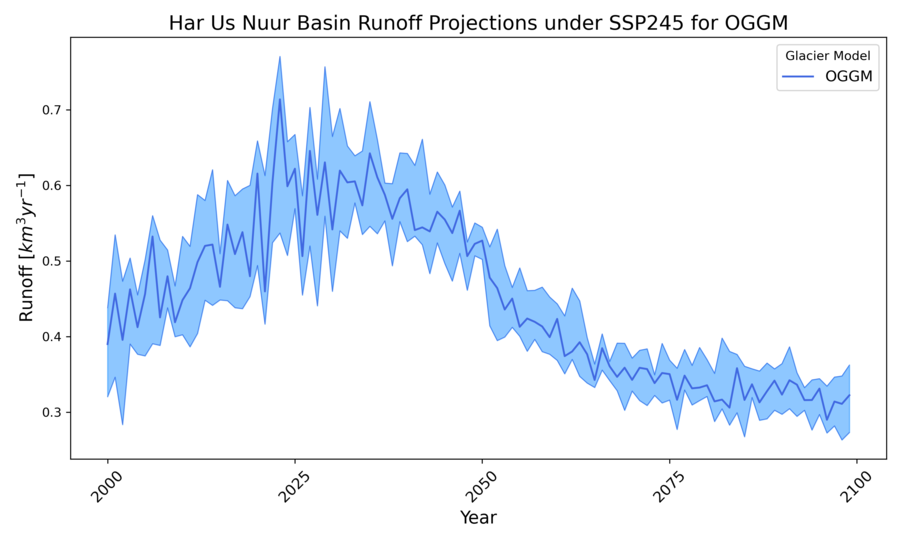 Har Us Nuur Basin Runoff Projections under SSP245 for OGGM
Glacier Model
OGGM
0.7
0.6
0.5
0.4
0.3
Runoff [km³yr⁻¹]
2000
2025
2050
2075
2100
Year